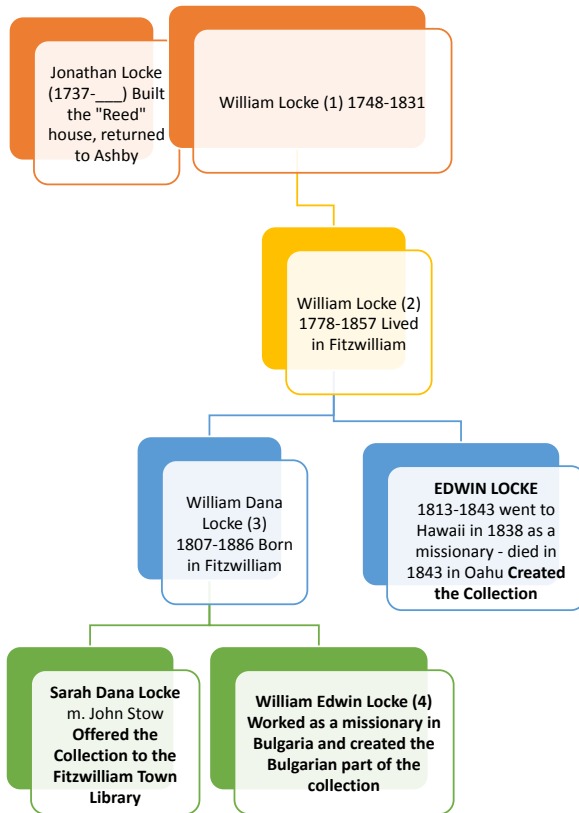 Jonathan Locke
(1737-___) Built
the "Reed"
house, returned
to Ashby
William Locke (1) 1748-1831
William Locke (2)
1778-1857 Lived
in Fitzwilliam
William Dana
Locke (3)
1807-1886 Born
in Fitzwilliam
EDWIN LOCKE
1813-1843 went to
Hawaii in 1838 as a
missionary - died in
1843 in Oahu Created
the Collection
Sarah Dana Locke
m. John Stow
Offered the
Collection to the
Fitzwilliam Town
Library
William Edwin Locke (4)
Worked as a missionary in
Bulgaria and created the
Bulgarian part of the
collection